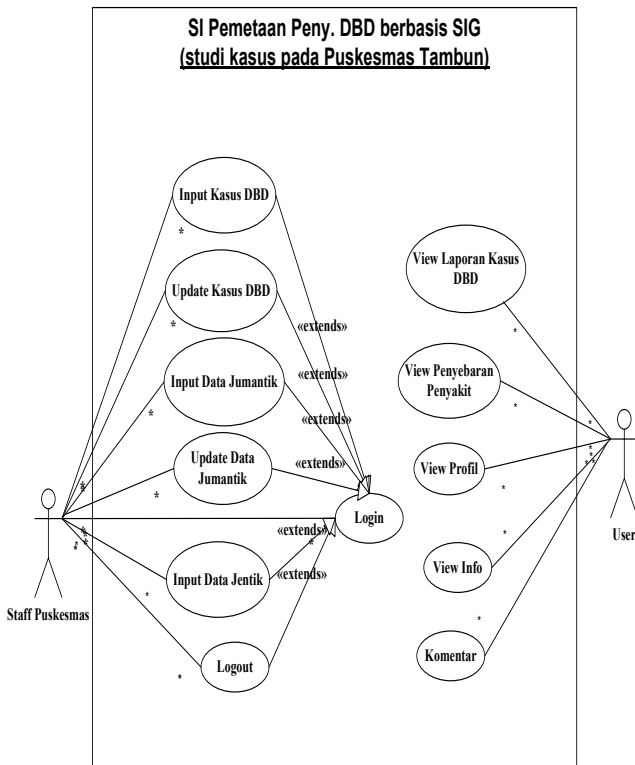 SI Pemetaan Peny. DBD berbasis SIG
(studi kasus pada Puskesmas Tambun)
Input Kasus DBD
*
Update Kasus DBD
*
Input Data Jumantik
*
Update Data
Jumantik
*
Login
*
Input Data Jentik
*
Logout
*
«extends»
«extends»
«extends»
«extends»
«extends»
«extends»
Staff Puskesmas
View Laporan Kasus
DBD
*
View Penyebaran
Penyakit
*
View Profil
*
View Info
*
Komentar
*
User